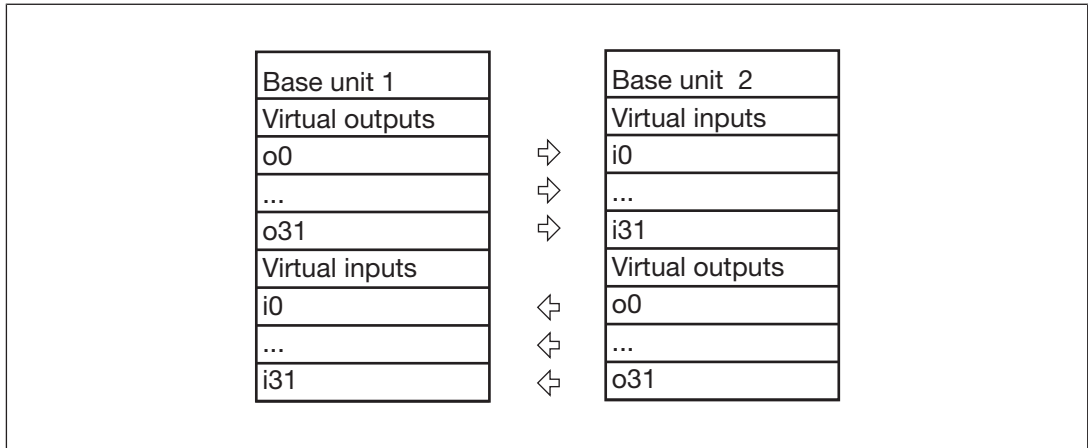 Base unit 1
Virtual outputs
o0
...
o31
Virtual inputs
i0
...
i31
Base unit 2
Virtual inputs
i0
...
i31
Virtual outputs
o0
...
o31